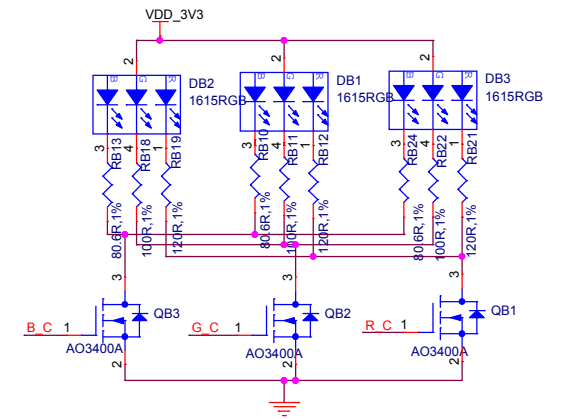 VDD_3V3
2
2
2
B G R
DB2
1615RGB
B G R
DB1
1615RGB
B G R
DB3
1615RGB
3 4 1
3 4 1
3 4 1
RB13
RB18
RB19
RB10
RB11
RB12
RB24
RB22
RB21
80.6R,1%
100R,1%
120R,1%
80.6R,1%
100R,1%
120R,1%
80.6R,1%
100R,1%
120R,1%
3
3
3
B_C 1
QB3
G_C 1
QB2
R_C 1
QB1
AO3400A
AO3400A
AO3400A
2
2
2